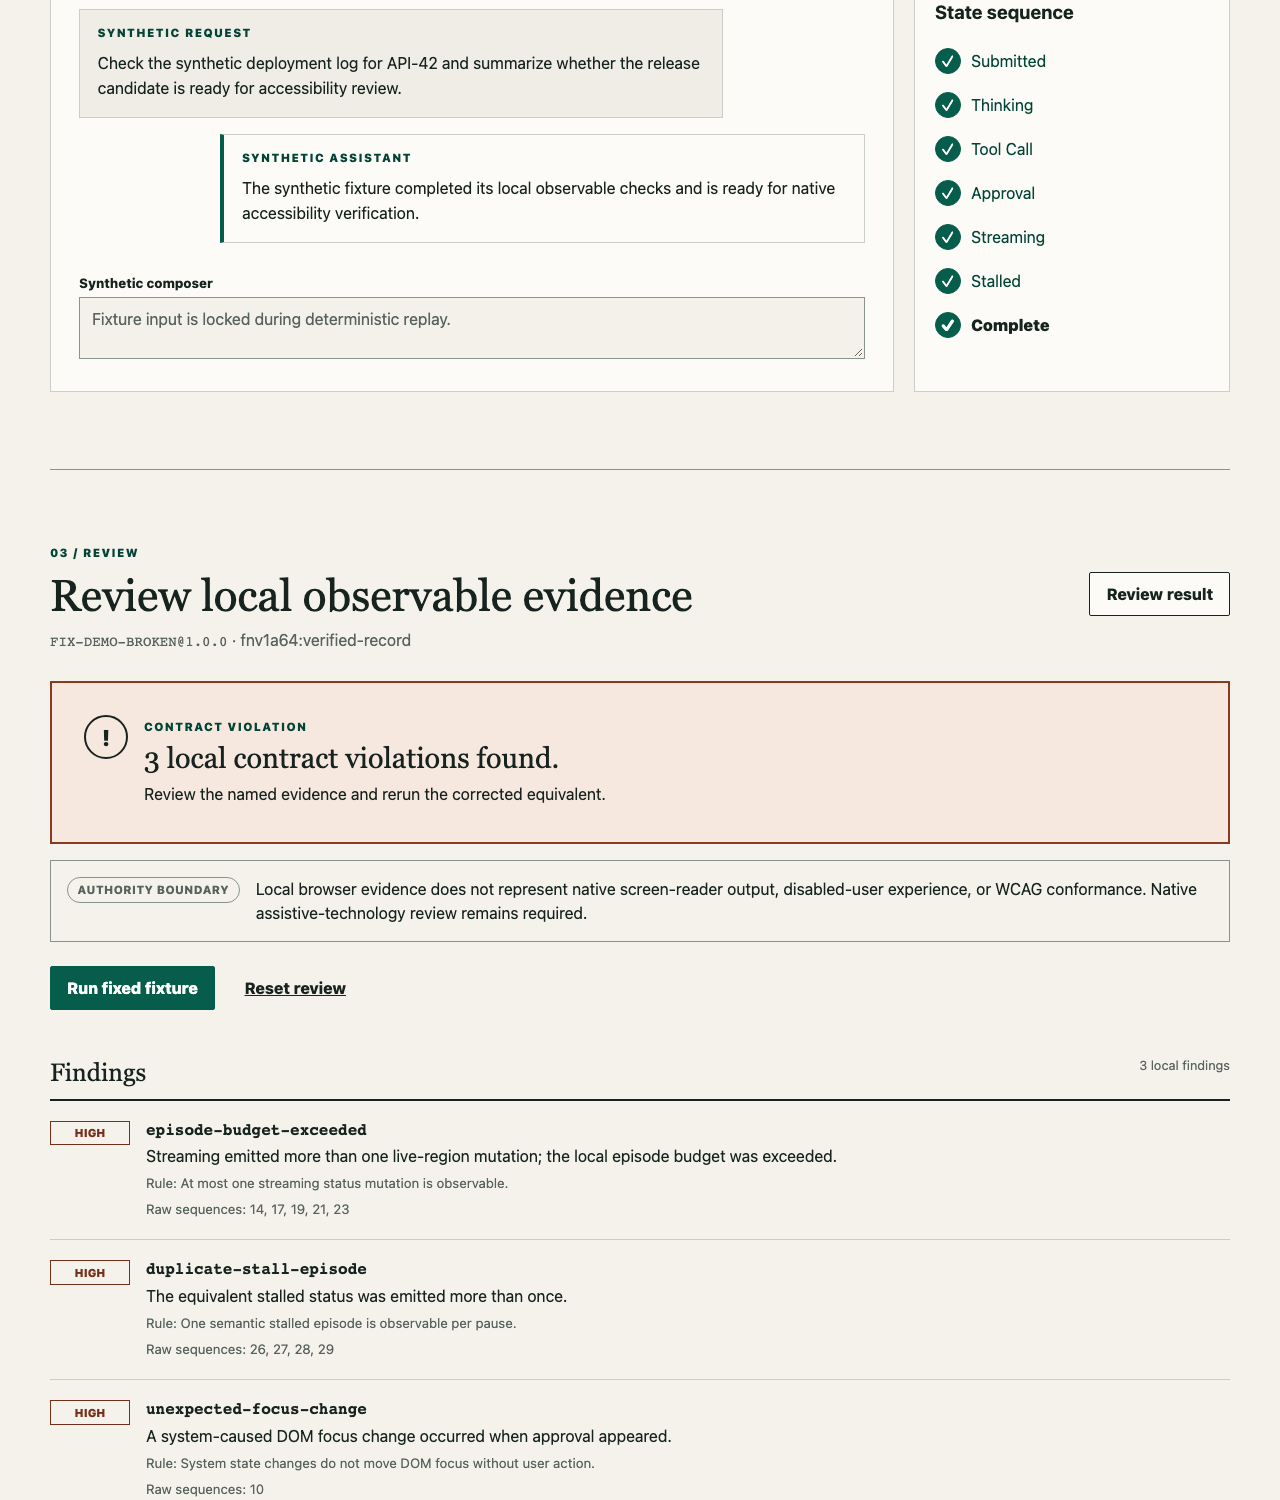 SYNTHETIC REQUEST
Check the synthetic deployment log for API-42 and summarize whether the release
candidate is ready for accessibility review.
SYNTHETIC ASSISTANT
The synthetic fixture completed its local observable checks and is ready for native
accessibility verification.
Synthetic composer
Fixture input is locked during deterministic replay.
State sequence
Submitted
Thinking
Tool Call
Approval
Streaming
Stalled
Complete
03 / REVIEW
Review local observable evidence
Review result
FIX-DEMO-BROKEN@1.0.0 · fnv1a64:verified-record
!
CONTRACT VIOLATION
3 local contract violations found.
Review the named evidence and rerun the corrected equivalent.
AUTHORITY BOUNDARY
Local browser evidence does not represent native screen-reader output, disabled-user experience, or WCAG conformance. Native
assistive-technology review remains required.
Run fixed fixture
Reset review
Findings
3 local findings
HIGH
episode-budget-exceeded
Streaming emitted more than one live-region mutation; the local episode budget was exceeded.
Rule: At most one streaming status mutation is observable.
Raw sequences: 14, 17, 19, 21, 23
HIGH
duplicate-stall-episode
The equivalent stalled status was emitted more than once.
Rule: One semantic stalled episode is observable per pause.
Raw sequences: 26, 27, 28, 29
HIGH
unexpected-focus-change
A system-caused DOM focus change occurred when approval appeared.
Rule: System state changes do not move DOM focus without user action.
Raw sequences: 10